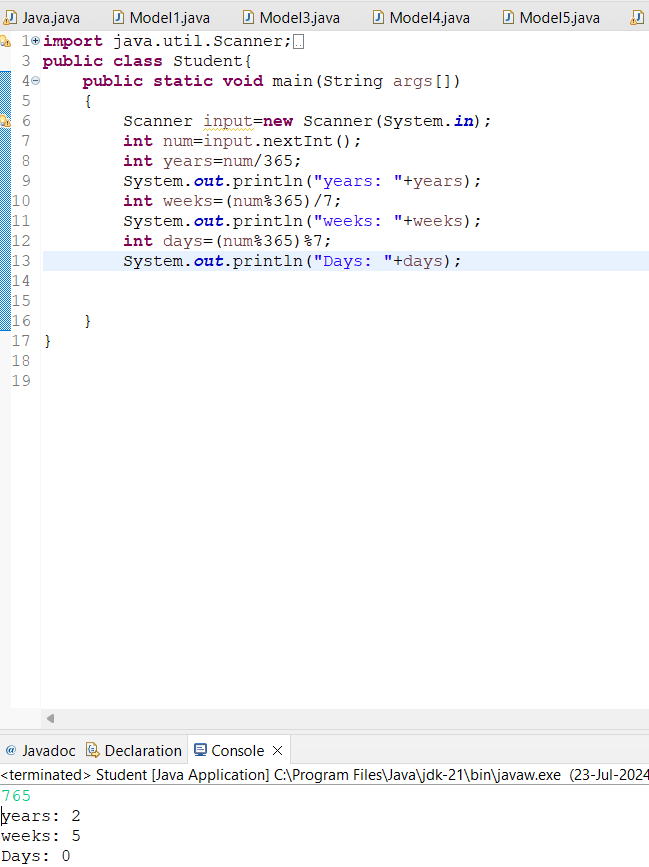 Java.java Model1.java Model3.java Model4.java Model5.java
1 import java.util.Scanner;
3 public class Student{
4     public static void main(String args[])
5     {
6         Scanner input=new Scanner(System.in);
7         int num=input.nextInt();
8         int years=num/365;
9         System.out.println("years: "+years);
10         int weeks=(num%365)/7;
11         System.out.println("weeks: "+weeks);
12         int days=(num%365)%7;
13         System.out.println("Days: "+days);
14
15
16     }
17 }
18
19
@ Javadoc Declaration Console
<terminated> Student [Java Application] C:\Program Files\Java\jdk-21\bin\javaw.exe (23-Jul-2024
765
years: 2
weeks: 5
Days: 0